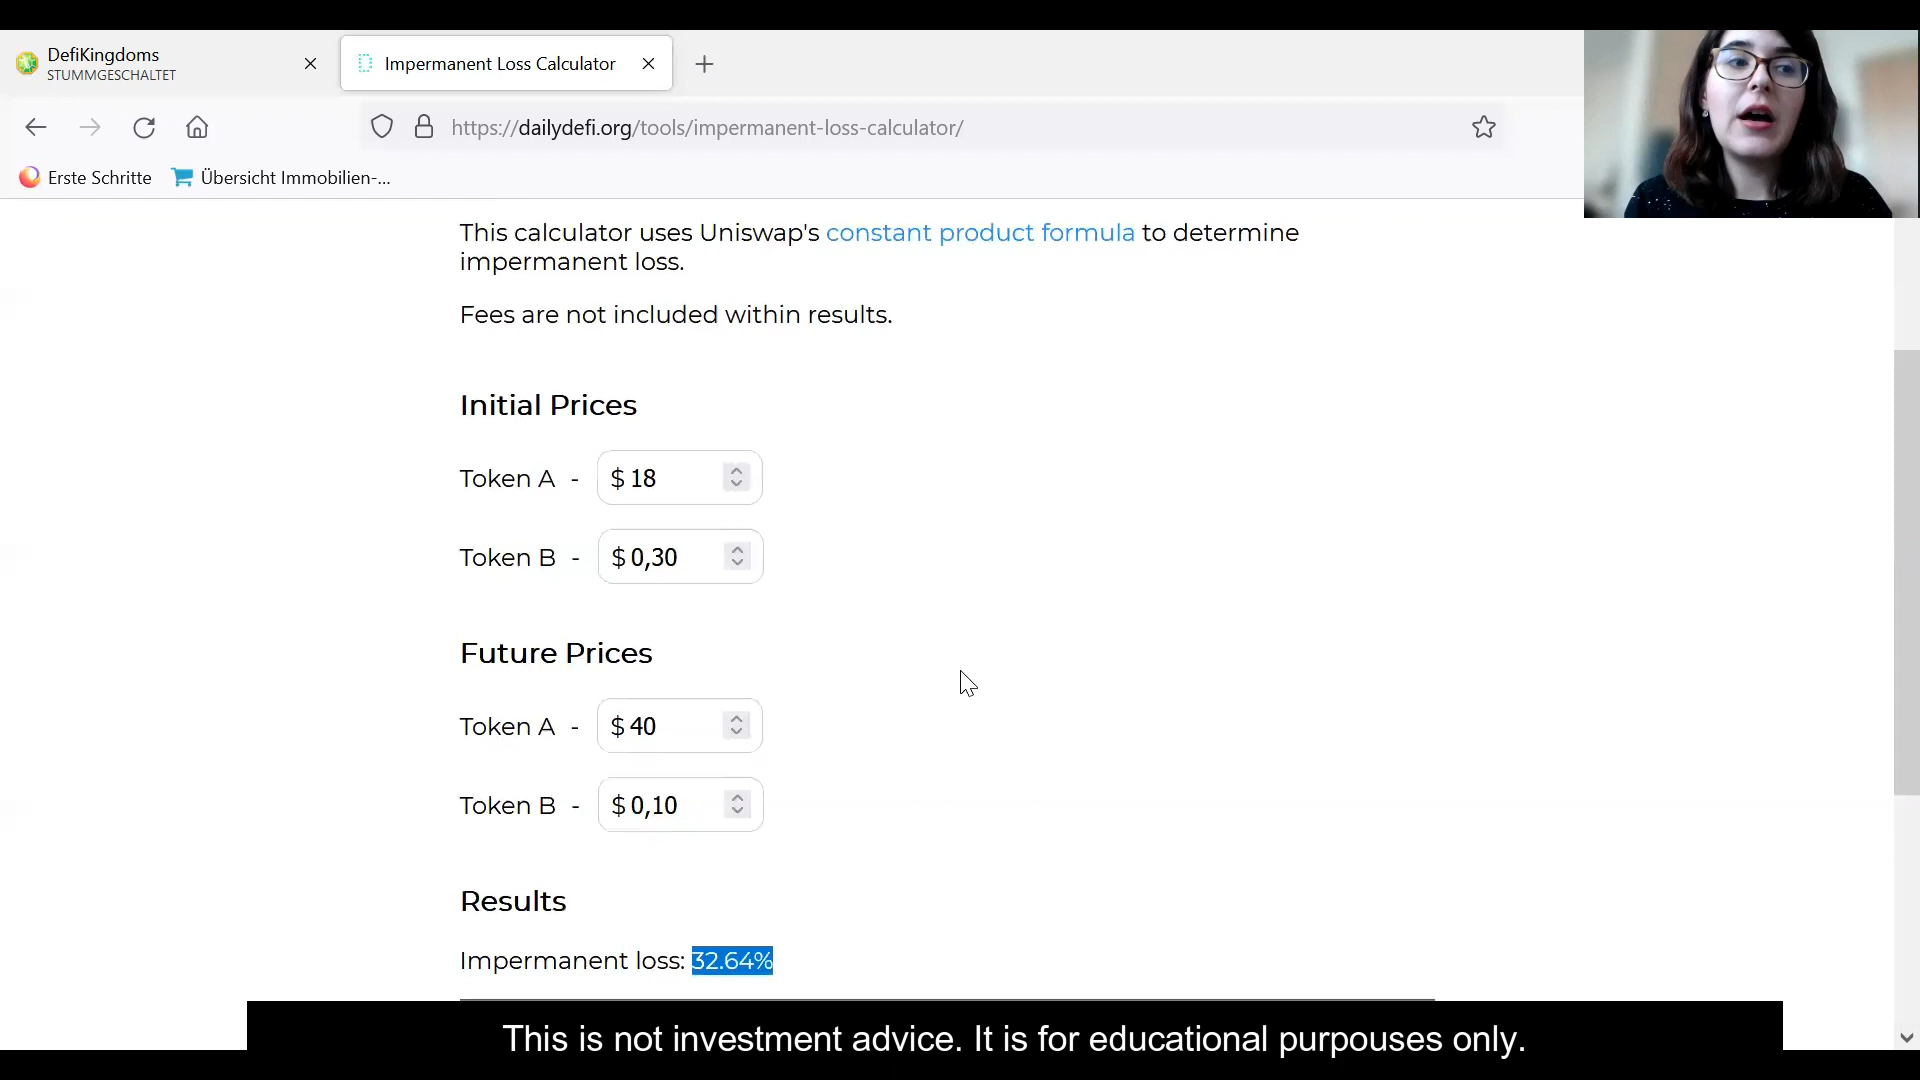 DefiKingdoms
STUMMGESCHALTET
Impermanent Loss Calculator
https://dailydefi.org/tools/impermanent-loss-calculator/
Erste Schritte
Übersicht Immobilien-...
This calculator uses Uniswap's constant product formula to determine
impermanent loss.
Fees are not included within results.
Initial Prices
Token A - $ 18
Token B - $ 0,30
Future Prices
Token A - $ 40
Token B - $ 0,10
Results
Impermanent loss: 32.64%
This is not investment advice. It is for educational purpouses only.